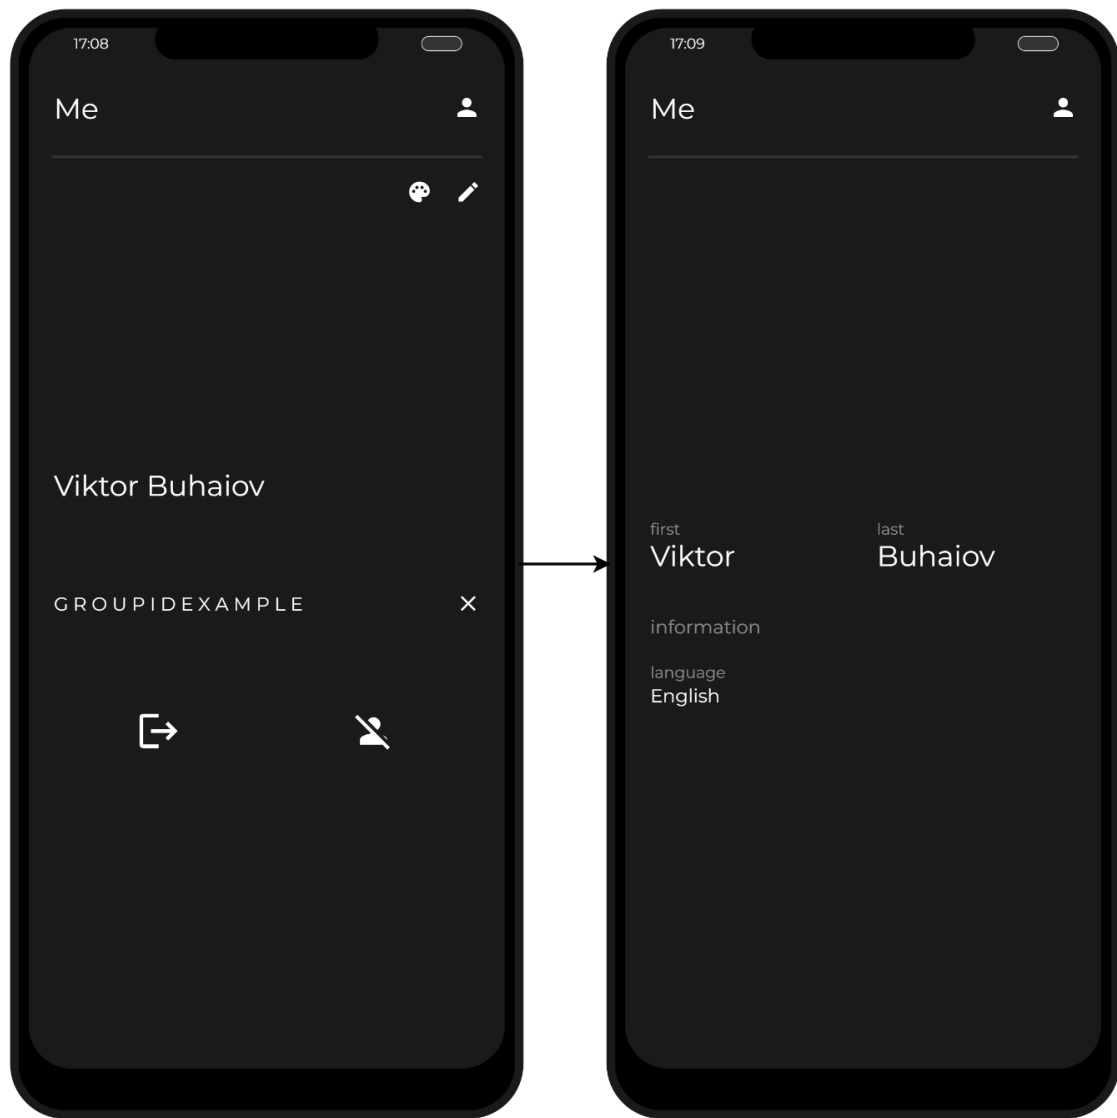 17:08
Me
Viktor Buhaiov
GROUPIDEXAMPLE
17:09
Me
first
Viktor
last
Buhaiov
information
language
English